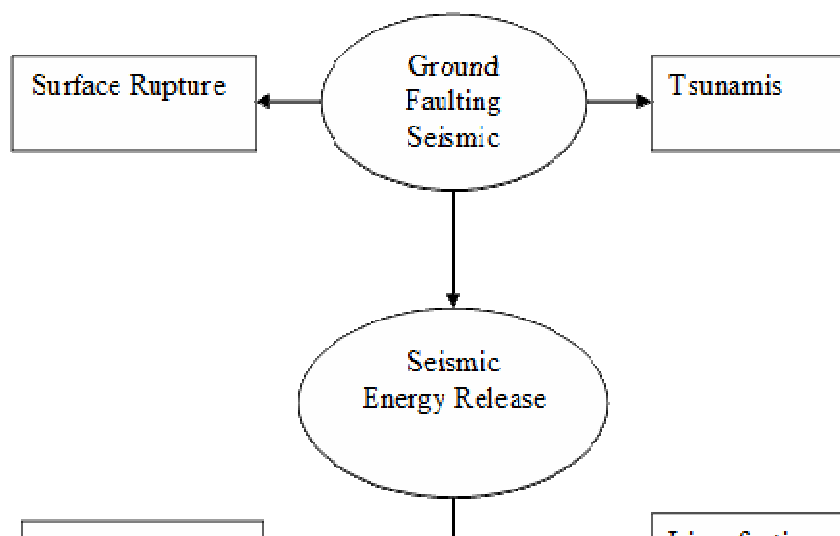 Surface Rupture
Ground
Faulting
Seismic
Tsunamis
Seismic
Energy Release